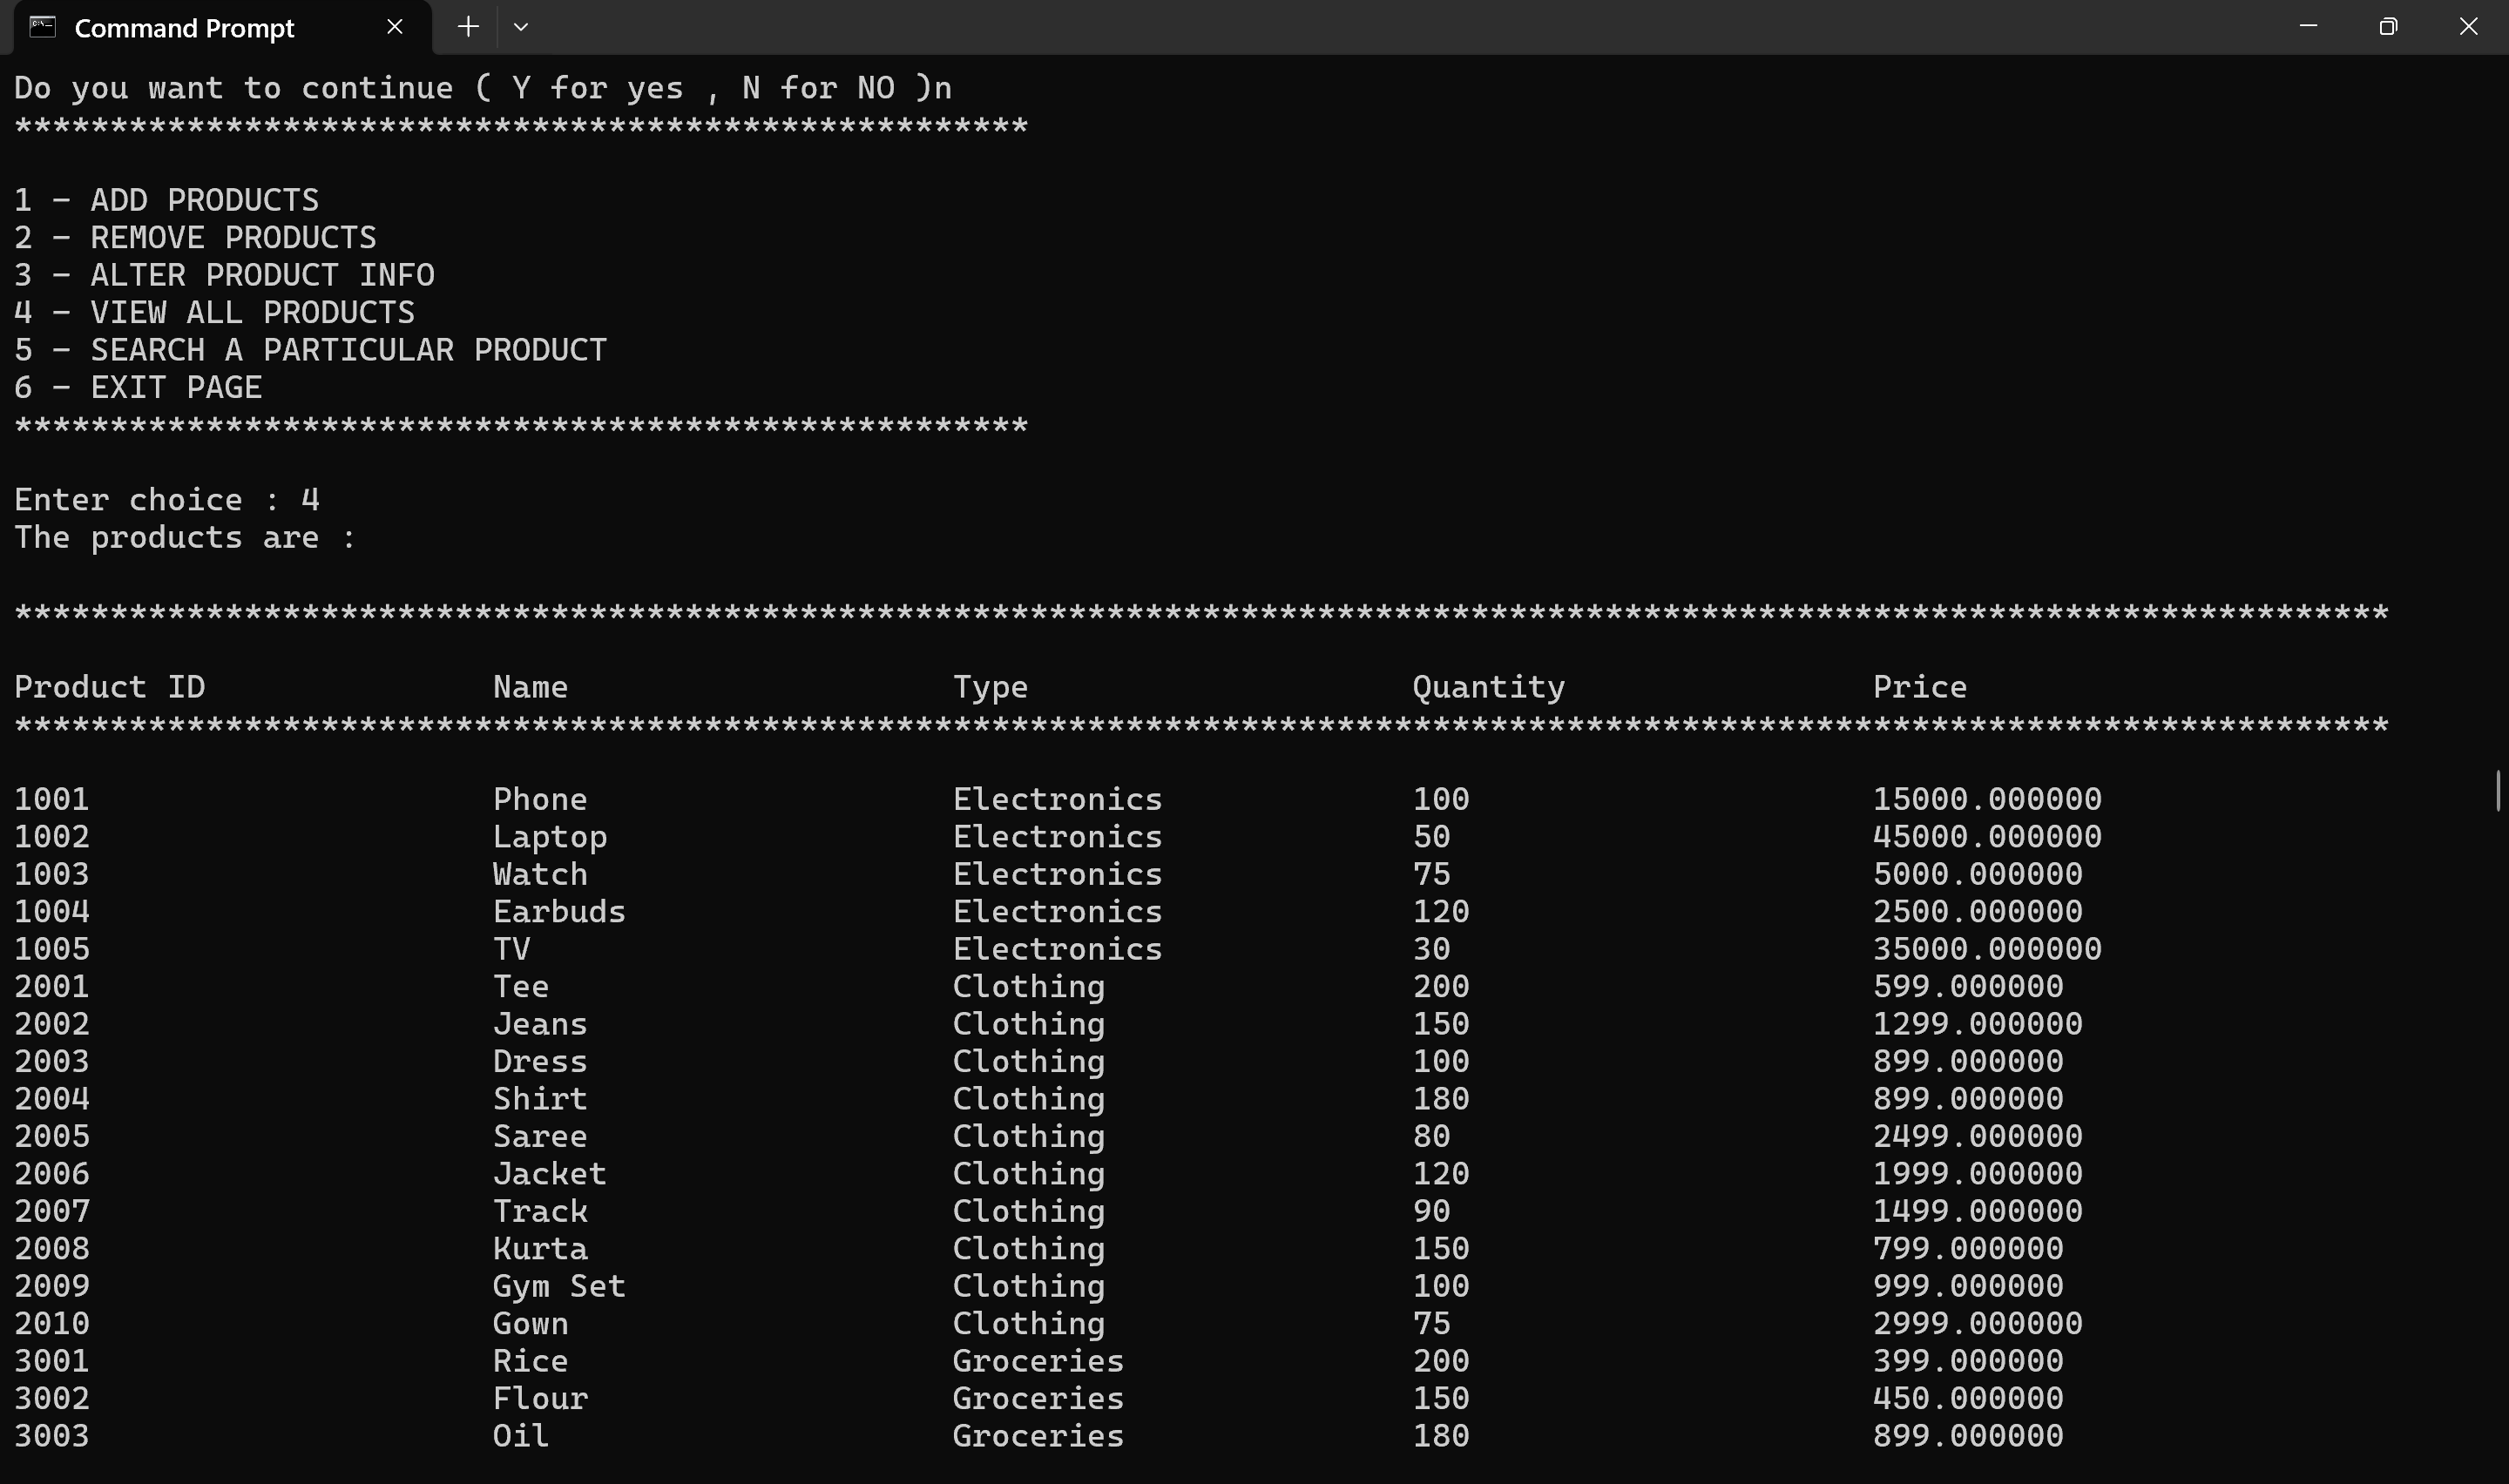 Command Prompt
Do you want to continue ( Y for yes , N for NO )n
*****************************************************

1 - ADD PRODUCTS
2 - REMOVE PRODUCTS
3 - ALTER PRODUCT INFO
4 - VIEW ALL PRODUCTS
5 - SEARCH A PARTICULAR PRODUCT
6 - EXIT PAGE
*****************************************************

Enter choice : 4
The products are :

****************************************************************************************************************************

Product ID Name Type Quantity Price
****************************************************************************************************************************

1001 Phone Electronics 100 15000.000000
1002 Laptop Electronics 50 45000.000000
1003 Watch Electronics 75 5000.000000
1004 Earbuds Electronics 120 2500.000000
1005 TV Electronics 30 35000.000000
2001 Tee Clothing 200 599.000000
2002 Jeans Clothing 150 1299.000000
2003 Dress Clothing 100 899.000000
2004 Shirt Clothing 180 899.000000
2005 Saree Clothing 80 2499.000000
2006 Jacket Clothing 120 1999.000000
2007 Track Clothing 90 1499.000000
2008 Kurta Clothing 150 799.000000
2009 Gym Set Clothing 100 999.000000
2010 Gown Clothing 75 2999.000000
3001 Rice Groceries 200 399.000000
3002 Flour Groceries 150 450.000000
3003 Oil Groceries 180 899.000000